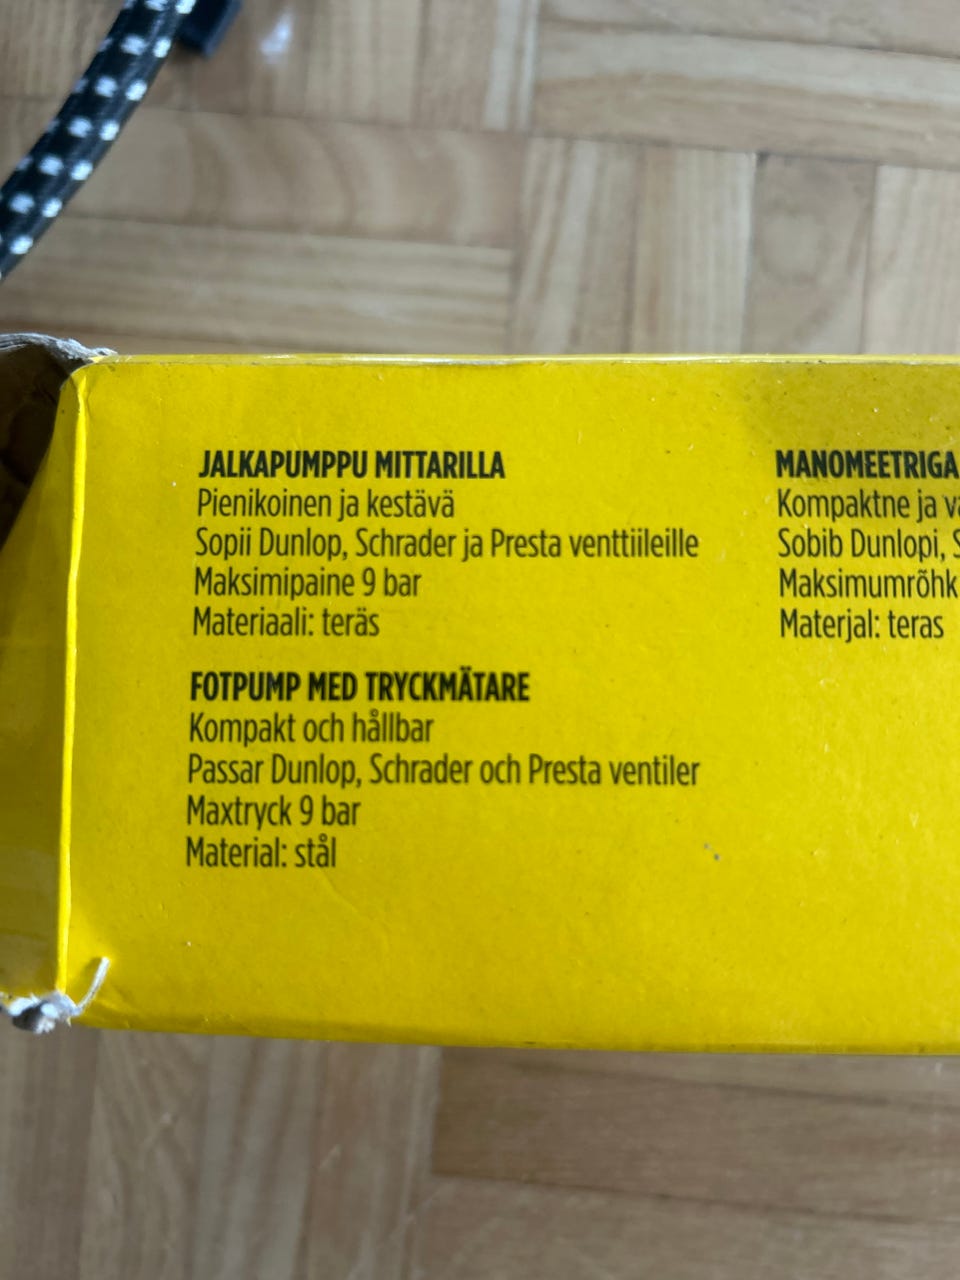 JALKAPUMPPU MITTARILLA
Pienikoinen ja kestävä
Sopii Dunlop, Schrader ja Presta venttiileille
Maksimipaine 9 bar
Materiaali: teräs
FOTPUMP MED TRYCKMÄTARE
Kompakt och hållbar
Passar Dunlop, Schrader och Presta ventiler
Maxtryck 9 bar
Material: stål
MANOMEETRIGA
Kompaktne ja
Sobib Dunlopi,
Materjal: teras